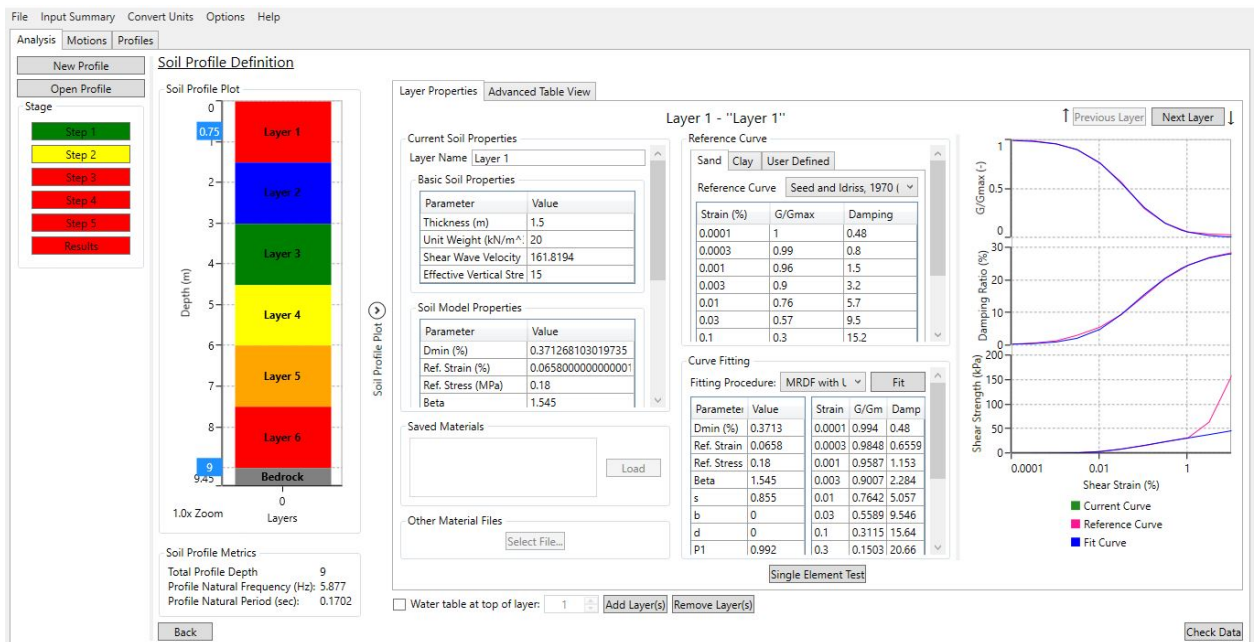 File Input Summary Convert Units Options Help
Analysis Motions Profiles
New Profile
Open Profile
Stage
Step 1
Step 2
Step 3
Step 4
Step 5
Results
Soil Profile Definition
Soil Profile Plot
0
0.75
1
2
3
4
5
6
7
8
9
9.45
Depth (m)
Layer 1
Layer 2
Layer 3
Layer 4
Layer 5
Layer 6
Bedrock
0
1.0x Zoom Layers
Soil Profile Plot
Soil Profile Metrics
Total Profile Depth 9
Profile Natural Frequency (Hz): 5.877
Profile Natural Period (sec): 0.1702
Back
Layer Properties Advanced Table View
Layer 1 - "Layer 1"
↑ Previous Layer Next Layer ↓
Current Soil Properties
Layer Name Layer 1
Basic Soil Properties
Parameter Value
Thickness (m) 1.5
Unit Weight (kN/m^ 20
Shear Wave Velocity 161.8194
Effective Vertical Stre 15
Soil Model Properties
Parameter Value
Dmin (%) 0.371268103019735
Ref. Strain (%) 0.0658000000000001
Ref. Stress (MPa) 0.18
Beta 1.545
Saved Materials
Load
Other Material Files
Select File...
Reference Curve
Sand Clay User Defined
Reference Curve Seed and Idriss, 1970 (
Strain (%) G/Gmax Damping
0.0001 1 0.48
0.0003 0.99 0.8
0.001 0.96 1.5
0.003 0.9 3.2
0.01 0.76 5.7
0.03 0.57 9.5
0.1 0.3 15.2
Curve Fitting
Fitting Procedure: MRDF with U Fit
Parameter Value
Dmin (%) 0.3713
Ref. Strain 0.0658
Ref. Stress 0.18
Beta 1.545
s 0.855
b 0
d 0
P1 0.992
Strain G/Gm Damp
0.0001 0.994 0.48
0.0003 0.9848 0.6559
0.001 0.9587 1.153
0.003 0.9007 2.284
0.01 0.7642 5.057
0.03 0.5589 9.546
0.1 0.3115 15.64
0.3 0.1503 20.66
Single Element Test
Water table at top of layer: 1 Add Layer(s) Remove Layer(s)
G/Gmax (-)
1
0.5
0
Damping Ratio (%)
30
20
10
0
Shear Strength (kPa)
200
150
100
50
0
0.0001 0.01 1
Shear Strain (%)
Current Curve
Reference Curve
Fit Curve
Check Data